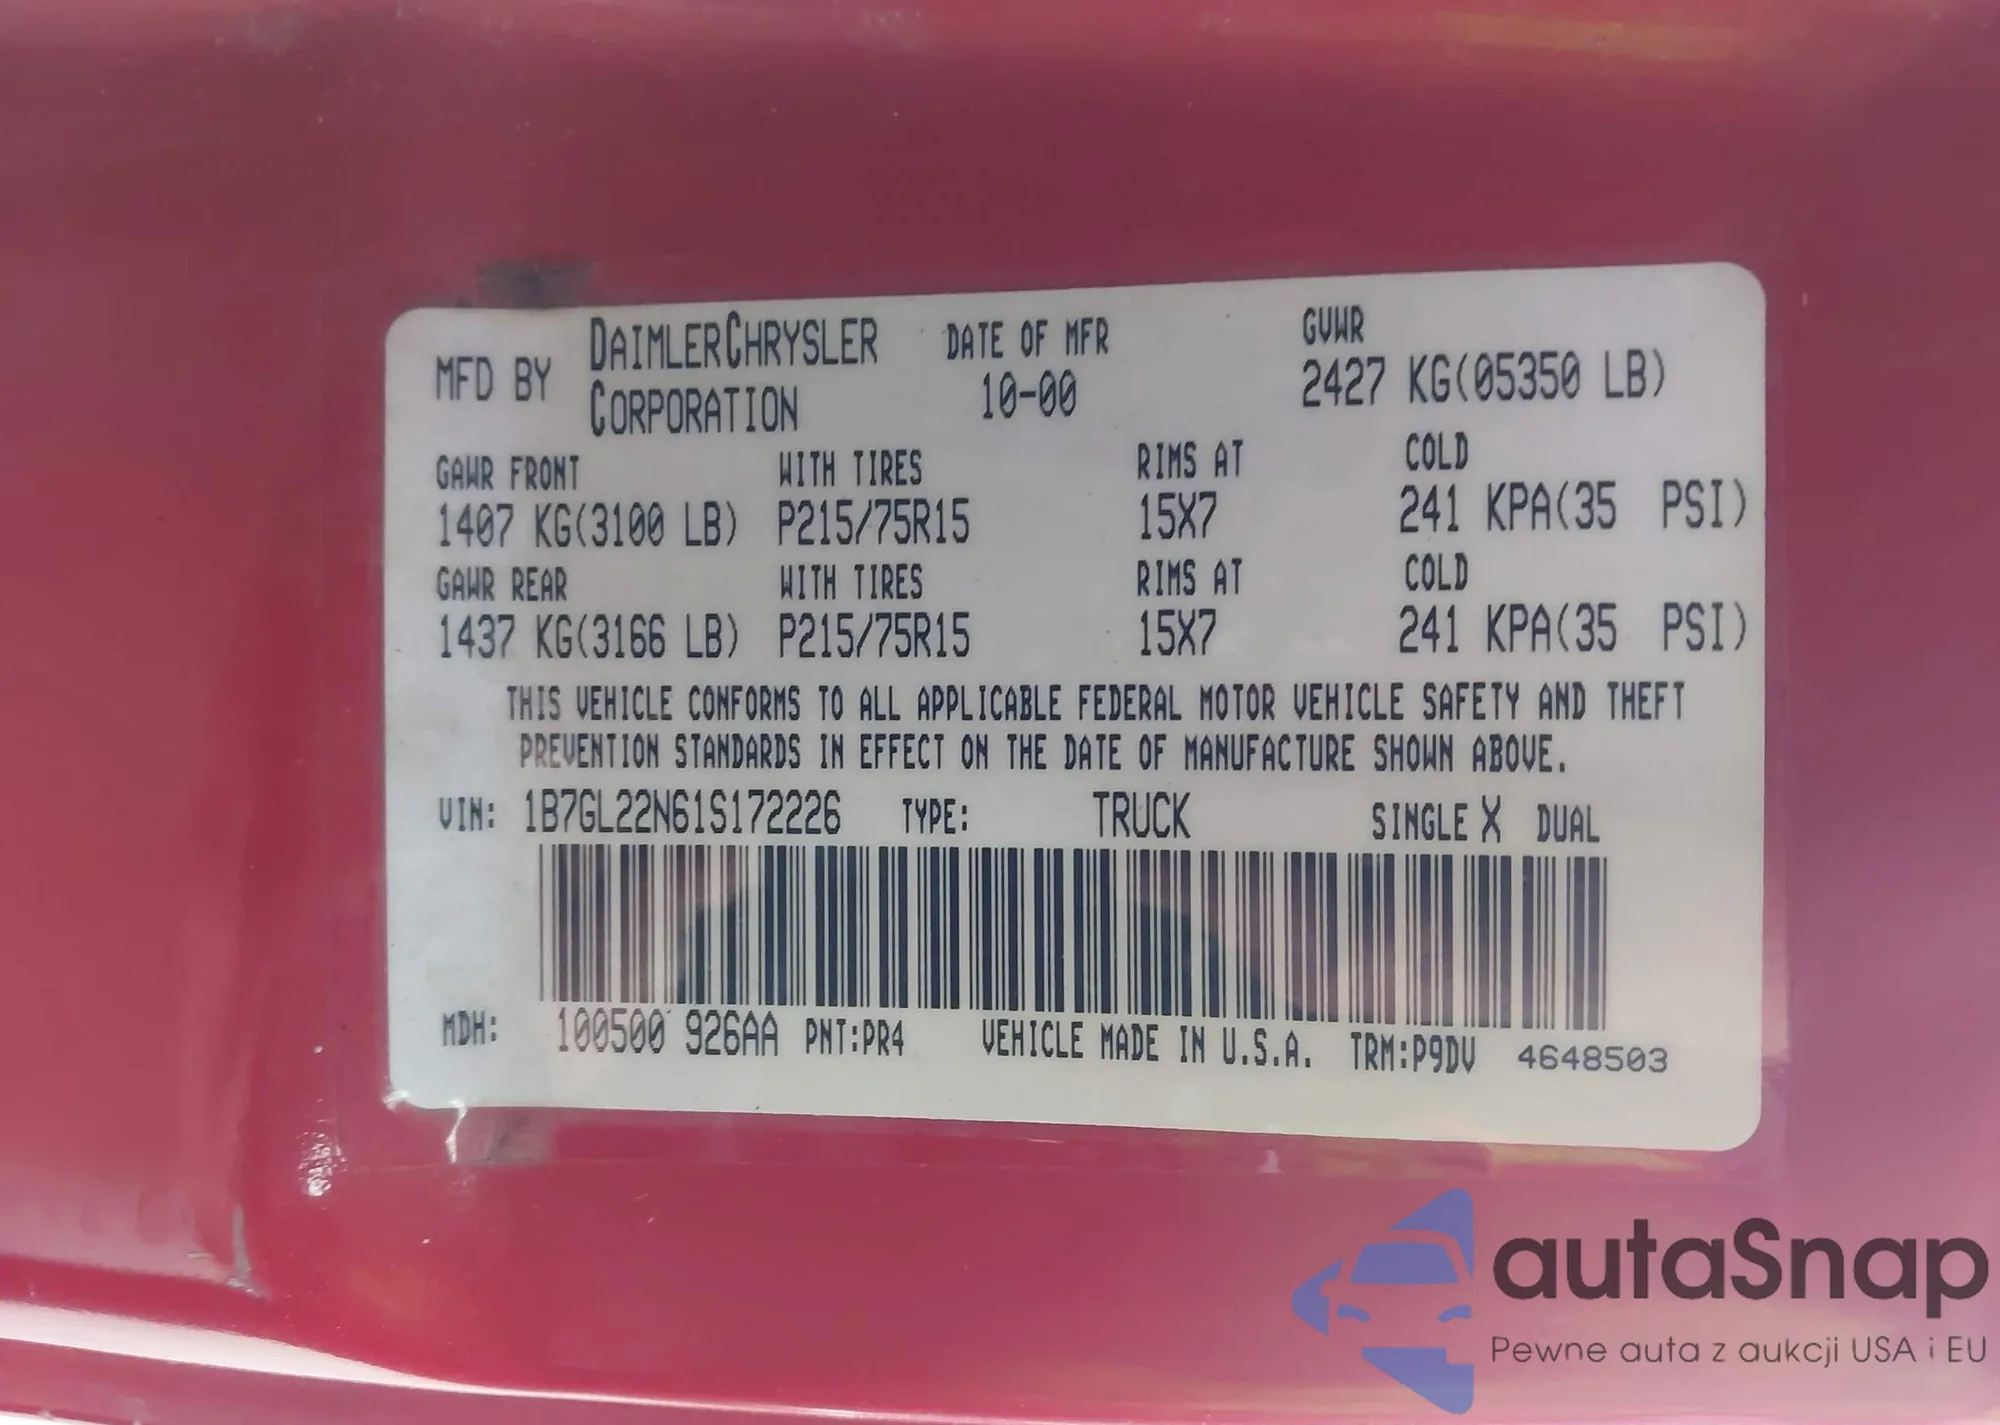 MFD BY DAIMLERCHRYSLER CORPORATION DATE OF MFR 10-00 GVWR 2427 KG(05350 LB)
GAWR FRONT WITH TIRES RIMS AT COLD
1407 KG(3100 LB) P215/75R15 15X7 241 KPA(35 PSI)
GAWR REAR WITH TIRES RIMS AT COLD
1437 KG(3166 LB) P215/75R15 15X7 241 KPA(35 PSI)
THIS VEHICLE CONFORMS TO ALL APPLICABLE FEDERAL MOTOR VEHICLE SAFETY AND THEFT
PREVENTION STANDARDS IN EFFECT ON THE DATE OF MANUFACTURE SHOWN ABOVE.
VIN: 1B7GL22N61S172226 TYPE: TRUCK SINGLE X DUAL
MDH: 100500 926AA PNT:PR4 VEHICLE MADE IN U.S.A. TRM:P9DV 4648503
autaSnap
Pewne auta z aukcji USA i EU